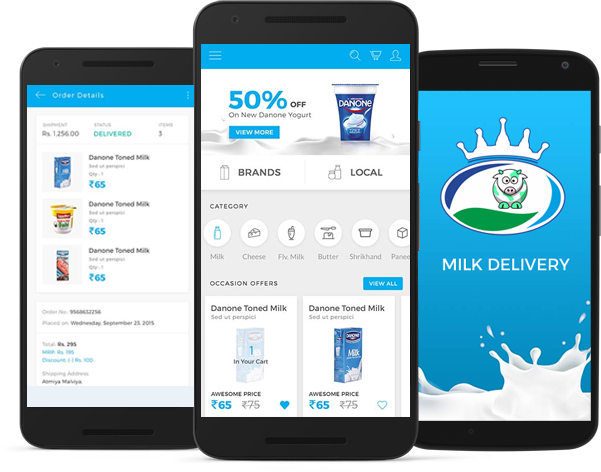 Order Details
SHIPMENT STATUS ITEMS
Rs. 1,256.00 DELIVERED 3
Danone Toned Milk
Sed ut perspici
Qty : 1
₹65
Danone Toned Milk
Sed ut perspici
Qty : 1
₹65
Danone Toned Milk
Sed ut perspici
Qty : 1
₹65
Order No. 9568632256
Placed on Wednesday, September 23, 2015
Total: Rs. 295
MRP: Rs. 195
Discount | ( Rs. 100
Shipping Address:
Atmiya Malviya.
50% OFF
On New Danone Yogurt
VIEW MORE
DANONE
BRANDS LOCAL
CATEGORY
Milk Cheese Flv. Milk Butter Shrikhand Panee
OCCASION OFFERS VIEW ALL
Danone Toned Milk Danone Toned Milk
Sed ut perspici Sed ut perspici
1
In Your Cart
DANONE
Milk
AWESOME PRICE AWESOME PRICE
₹65 ₹75 ₹65 ₹75
MILK DELIVERY